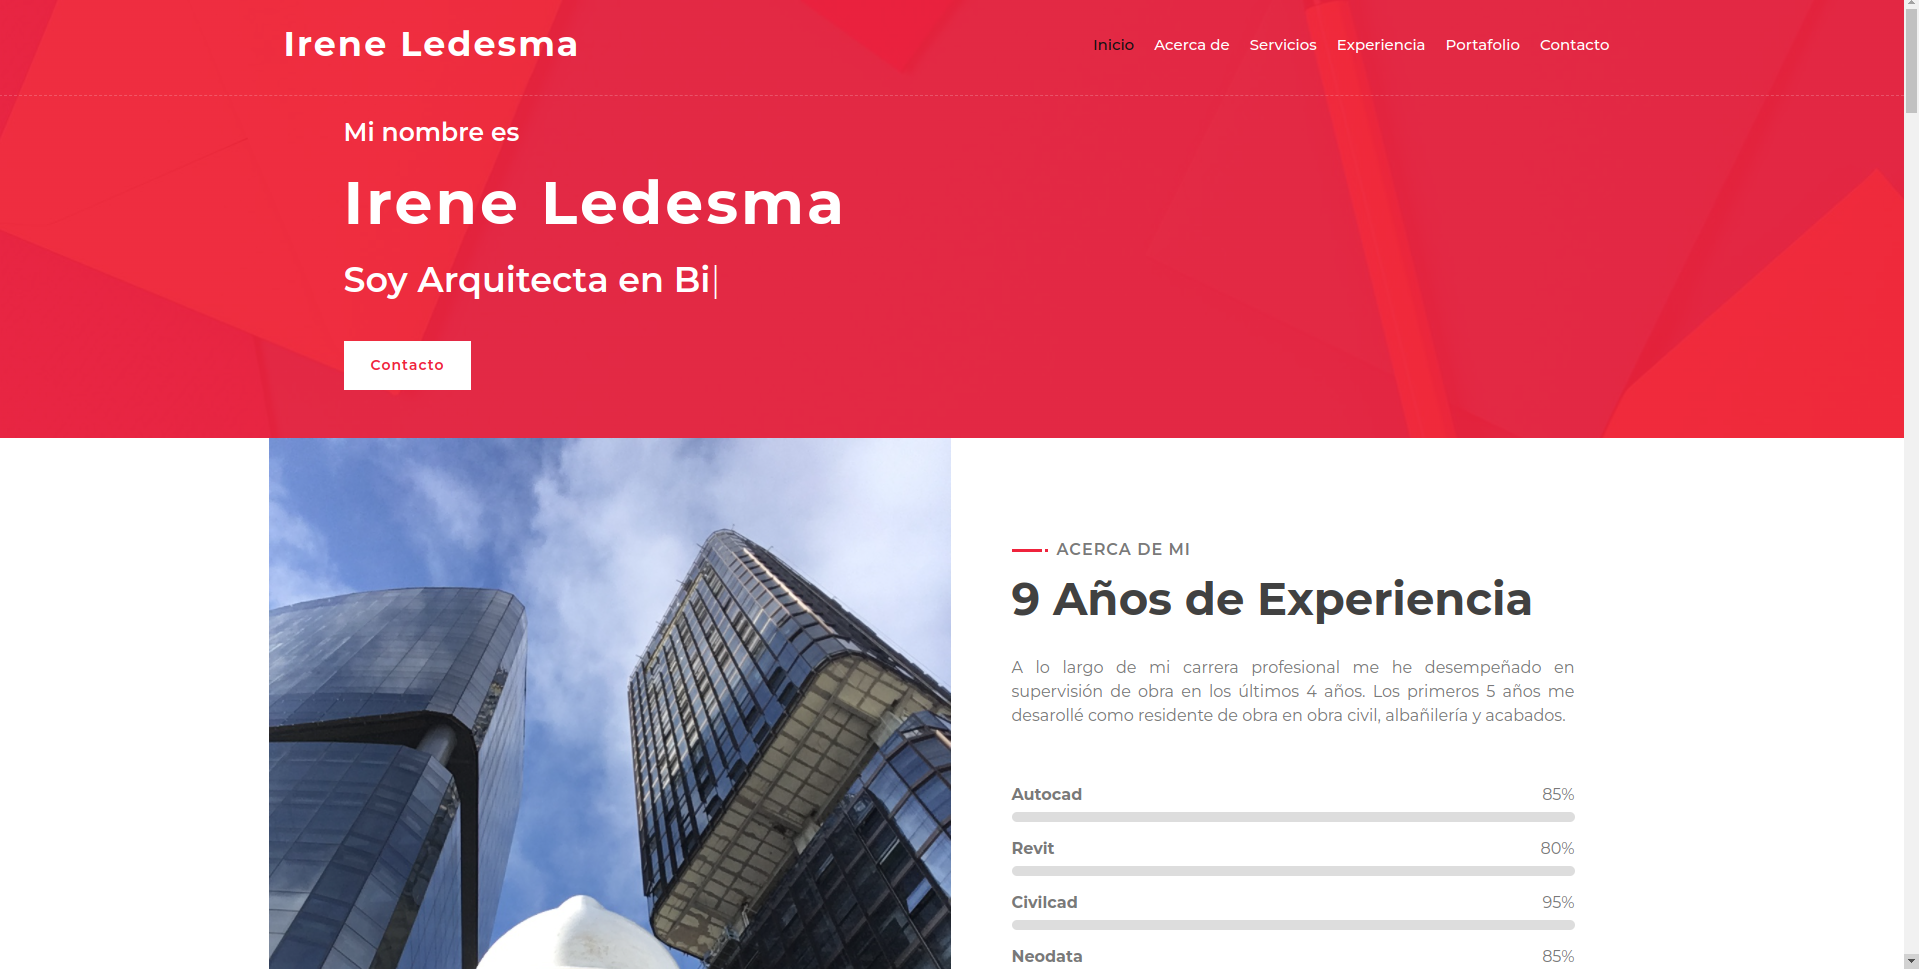 Irene Ledesma
Inicio Acerca de Servicios Experiencia Portafolio Contacto
Mi nombre es
Irene Ledesma
Soy Arquitecta en Bi|
Contacto
ACERCA DE MI
9 Años de Experiencia
A lo largo de mi carrera profesional me he desempeñado en
supervisión de obra en los últimos 4 años. Los primeros 5 años me
desarollé como residente de obra en obra civil, albañilería y acabados.
Autocad 85%
Revit 80%
Civilcad 95%
Neodata 85%